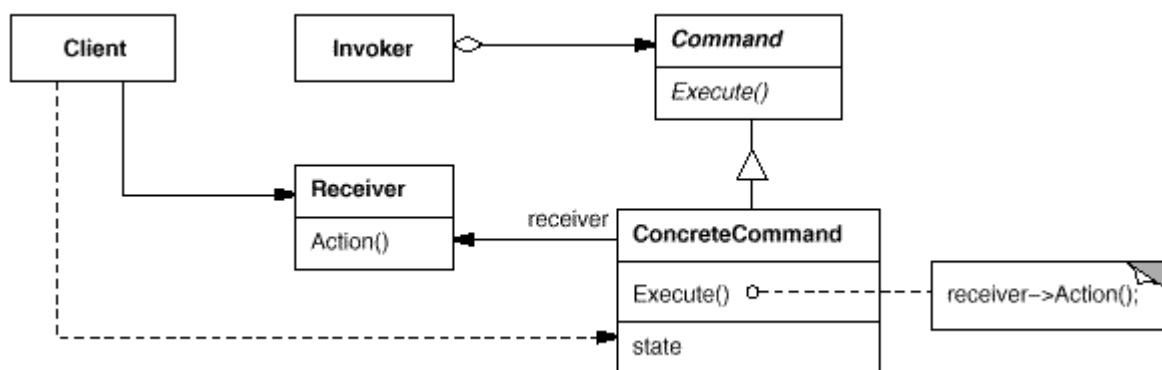 Client
Invoker
Command
Execute()
Receiver
Action()
receiver
ConcreteCommand
Execute()
receiver->Action();
state